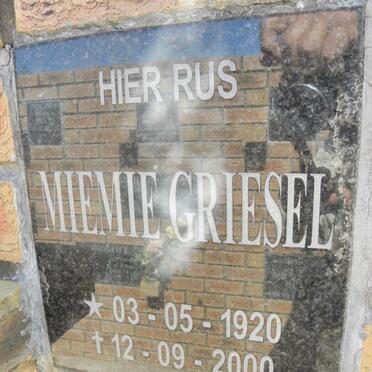 HIER RUS
MIEMIE GRIESEL
★ 03 - 05 - 1920
✝ 12 - 09 - 2000